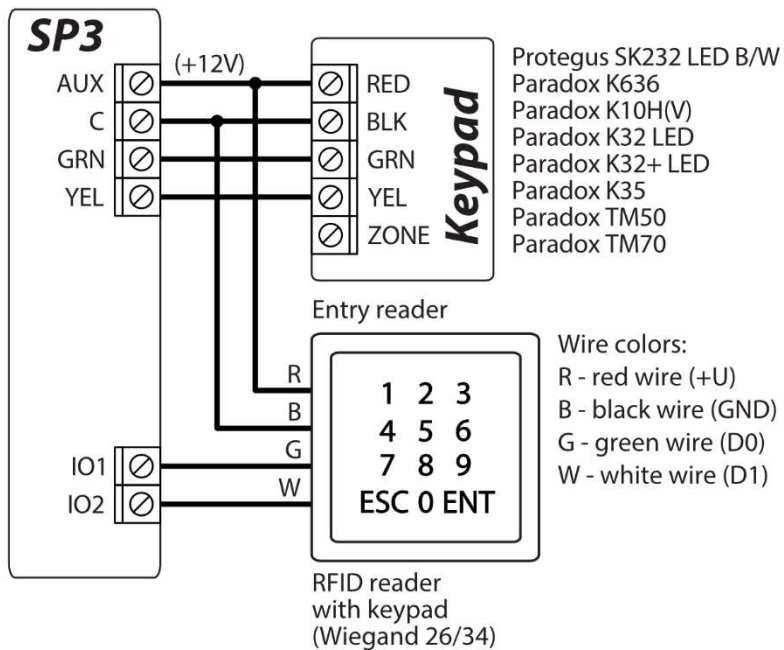 SP3
AUX
C
GRN
YEL
(+12V)
RED
BLK
GRN
YEL
ZONE
Keypad
Protegus SK232 LED B/W
Paradox K636
Paradox K10H(V)
Paradox K32 LED
Paradox K32+ LED
Paradox K35
Paradox TM50
Paradox TM70
Entry reader
R
B
G
W
1 2 3
4 5 6
7 8 9
ESC 0 ENT
IO1
IO2
Wire colors:
R - red wire (+U)
B - black wire (GND)
G - green wire (D0)
W - white wire (D1)
RFID reader
with keypad
(Wiegand 26/34)